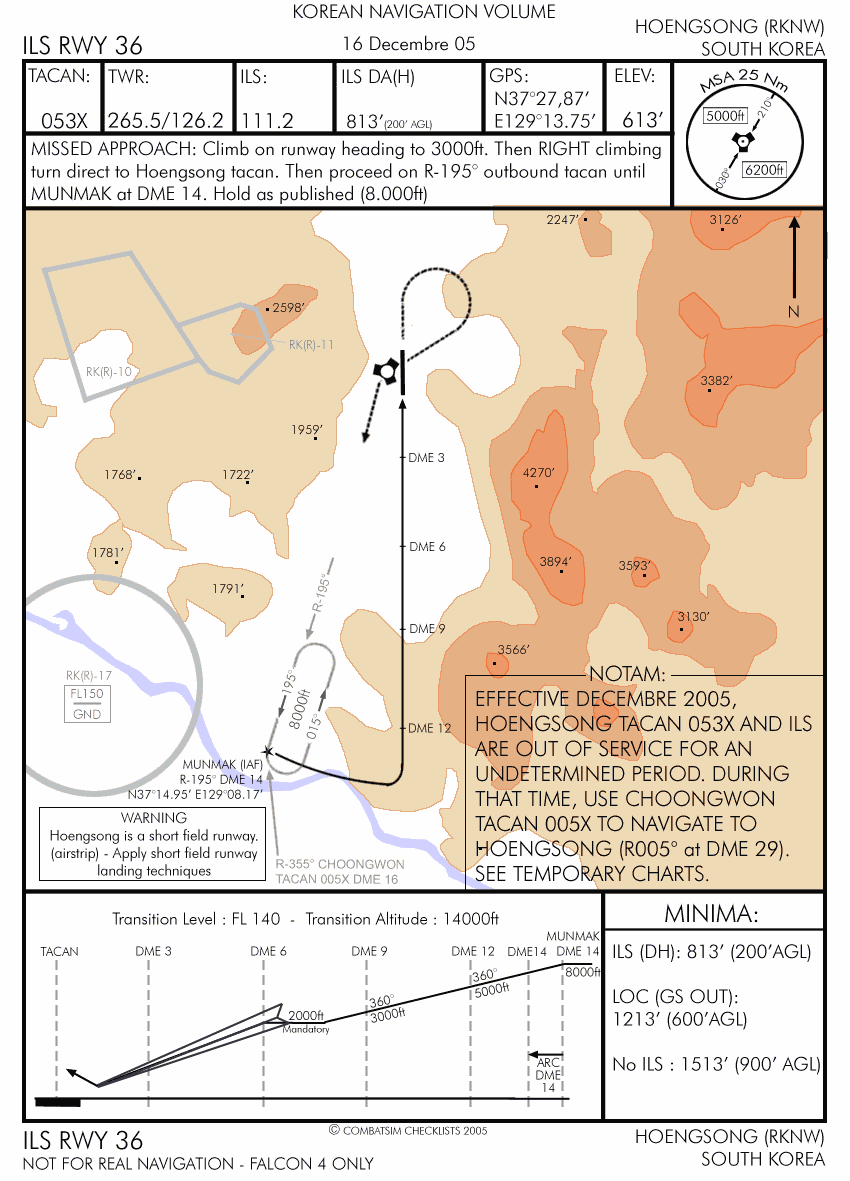 KOREAN NAVIGATION VOLUME
ILS RWY 36
16 Decembre 05
HOENGSONG (RKNW)
SOUTH KOREA
TACAN:
053X
TWR:
265.5/126.2
ILS:
111.2
ILS DA(H)
813’(200’ AGL)
GPS:
N37°27,87’
E129°13.75’
ELEV:
613’
MSA 25 Nm
5000ft
210°
030°
6200ft
MISSED APPROACH: Climb on runway heading to 3000ft. Then RIGHT climbing
turn direct to Hoengsong tacan. Then proceed on R-195° outbound tacan until
MUNMAK at DME 14. Hold as published (8.000ft)
2247’
3126’
N
2598’
RK(R)-11
RK(R)-10
3382’
1959’
DME 3
1768’
1722’
4270’
DME 6
1781’
3894’
3593’
1791’
R-195°
3130’
DME 9
3566’
RK(R)-17
FL150
GND
195°
8000ft
015°
DME 12
MUNMAK (IAF)
R-195° DME 14
N37°14.95’ E129°08.17’
NOTAM:
EFFECTIVE DECEMBRE 2005,
HOENGSONG TACAN 053X AND ILS
ARE OUT OF SERVICE FOR AN
UNDETERMINED PERIOD. DURING
THAT TIME, USE CHOONGWON
TACAN 005X TO NAVIGATE TO
HOENGSONG (R005° at DME 29).
SEE TEMPORARY CHARTS.
WARNING
Hoengsong is a short field runway.
(airstrip) - Apply short field runway
landing techniques
R-355° CHOONGWON
TACAN 005X DME 16
Transition Level : FL 140 - Transition Altitude : 14000ft
TACAN
DME 3
DME 6
DME 9
DME 12
DME14
MUNMAK
DME 14
8000ft
360°
5000ft
360°
3000ft
2000ft
Mandatory
ARC
DME
14
MINIMA:
ILS (DH): 813’ (200’AGL)
LOC (GS OUT):
1213’ (600’AGL)
No ILS : 1513’ (900’ AGL)
© COMBATSIM CHECKLISTS 2005
ILS RWY 36
NOT FOR REAL NAVIGATION - FALCON 4 ONLY
HOENGSONG (RKNW)
SOUTH KOREA